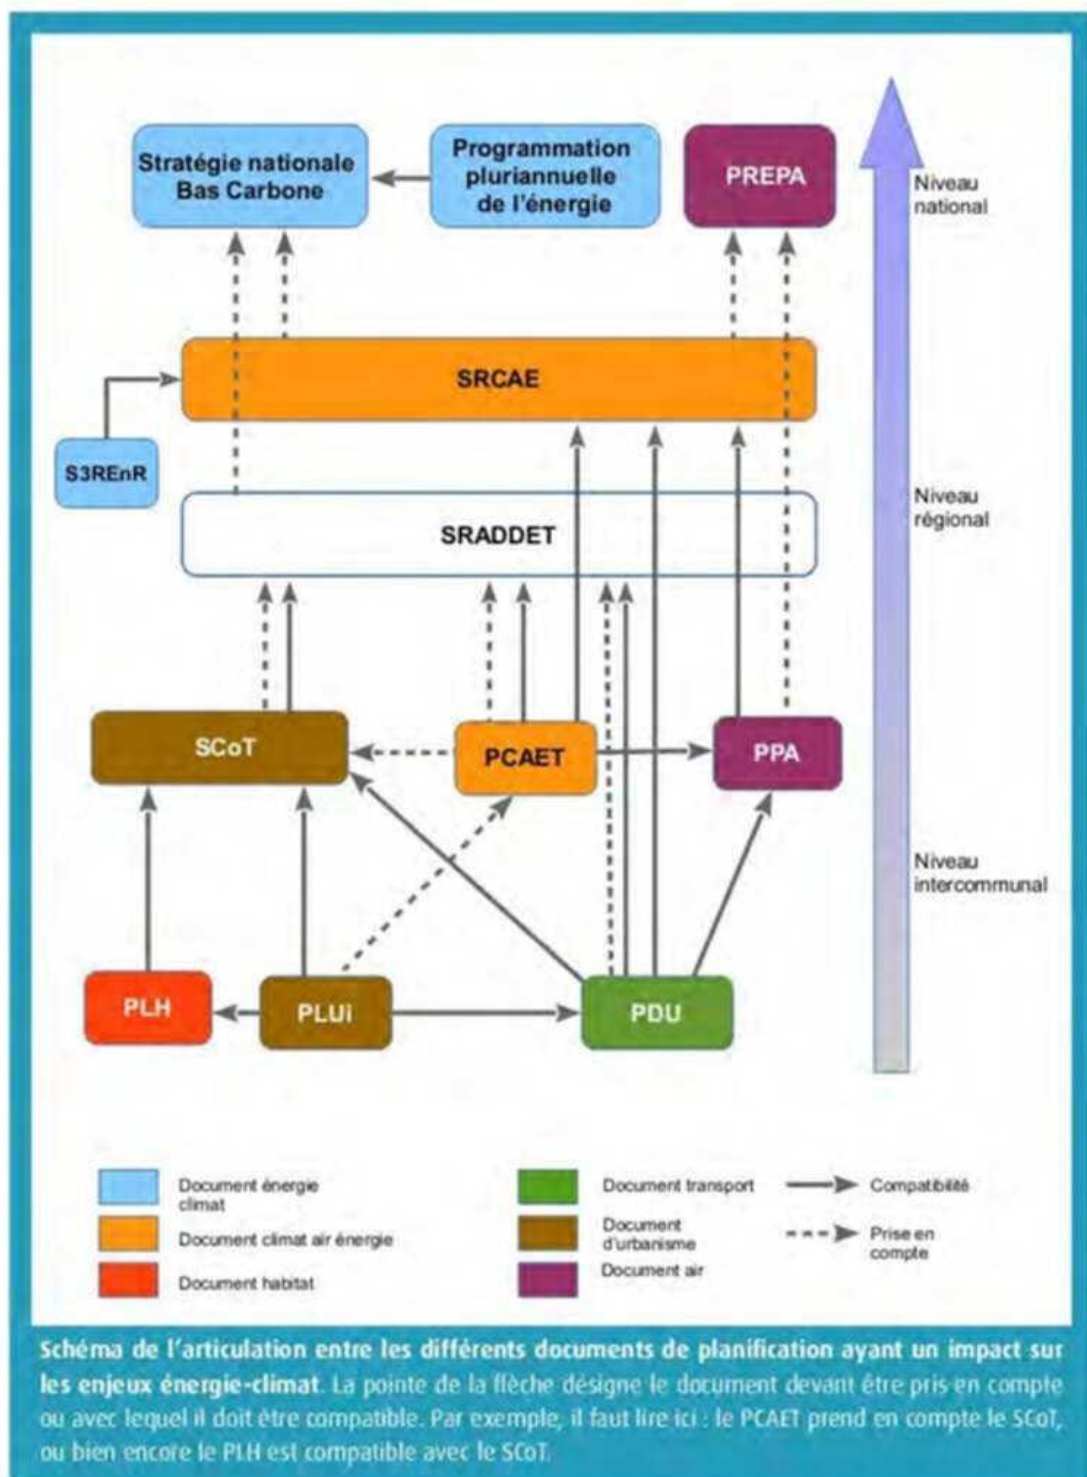 Stratégie nationale
Bas Carbone
Programmation
pluriannuelle
de l'énergie
PREPA
Niveau
national
SRCAE
S3REnR
SRADDET
Niveau
régional
SCoT
PCAET
PPA
Niveau
intercommunal
PLH
PLUi
PDU
Document énergie
climat
Document climat air énergie
Document habitat
Document transport
Document
d'urbanisme
Document air
Compatibilité
Prise en
compte
Schéma de l'articulation entre les différents documents de planification ayant un impact sur
les enjeux énergie-climat. La pointe de la flèche désigne le document devant être pris en compte
ou avec lequel il doit être compatible. Par exemple, il faut lire ici : le PCAET prend en compte le SCoT,
ou bien encore le PLH est compatible avec le SCoT.